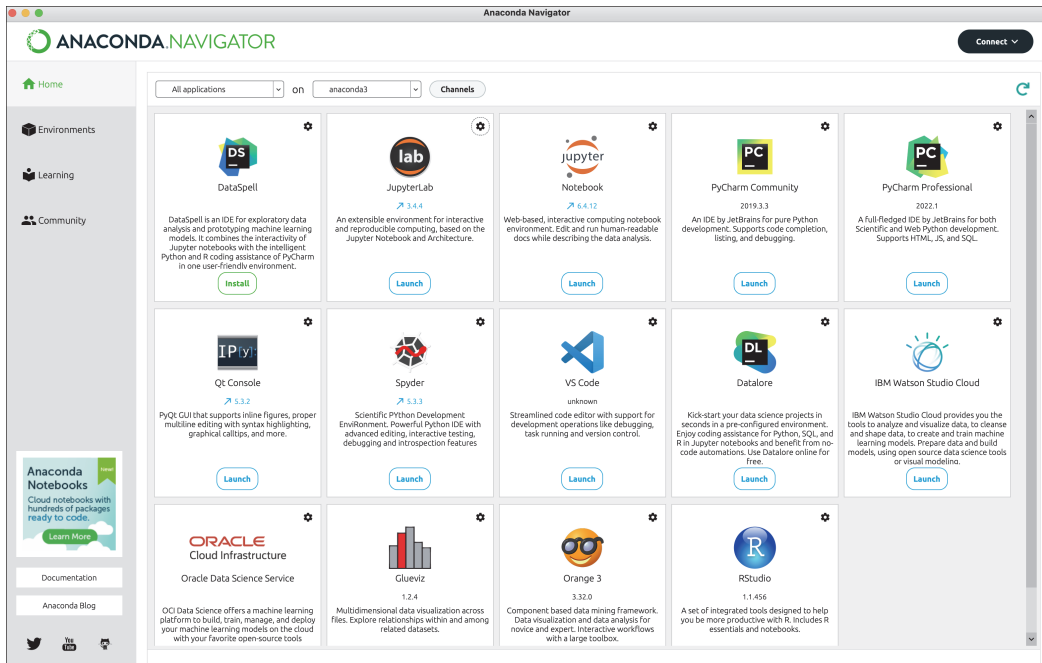 Anaconda Navigator
ANACONDA.NAVIGATOR
Connect
Home
Environments
Learning
Community
Anaconda
Notebooks
New!
Cloud notebooks with
hundreds of packages
ready to code.
Learn More
Documentation
Anaconda Blog
You
Tube
All applications
on
anaconda3
Channels
DS
DataSpell
DataSpell is an IDE for exploratory data
analysis and prototyping machine learning
models. It combines the interactivity of
Jupyter notebooks with the intelligent
Python and R coding assistance of PyCharm
in one user-friendly environment.
Install
lab
JupyterLab
3.4.4
An extensible environment for interactive
and reproducible computing, based on the
Jupyter Notebook and Architecture.
Launch
jupyter
Notebook
6.4.12
Web-based, interactive computing notebook
environment. Edit and run human-readable
docs while describing the data analysis.
Launch
PC
PyCharm Community
2019.3.3
An IDE by JetBrains for pure Python
development. Supports code completion,
listing, and debugging.
Launch
PC
PyCharm Professional
2022.1
A full-fledged IDE by JetBrains for both
Scientific and Web Python development.
Supports HTML, JS, and SQL.
Launch
IP[y]:
Qt Console
5.3.2
PyQt GUI that supports inline figures, proper
multiline editing with syntax highlighting,
graphical calltips, and more.
Launch
Spyder
5.3.3
Scientific PYthon Development
EnviRonment. Powerful Python IDE with
advanced editing, interactive testing,
debugging and introspection features
Launch
VS Code
unknown
Streamlined code editor with support for
development operations like debugging,
task running and version control.
Launch
DL
Datalore
Kick-start your data science projects in
seconds in a pre-configured environment.
Enjoy coding assistance for Python, SQL, and
R in Jupyter notebooks and benefit from no-
code automations. Use Datalore online for
free.
Launch
IBM Watson Studio Cloud
IBM Watson Studio Cloud provides you the
tools to analyze and visualize data, to cleanse
and shape data, to create and train machine
learning models. Prepare data and build
models, using open source data science tools
or visual modeling.
Launch
ORACLE
Cloud Infrastructure
Oracle Data Science Service
OCI Data Science offers a machine learning
platform to build, train, manage, and deploy
your machine learning models on the cloud
with your favorite open-source tools
Glueviz
1.2.4
Multidimensional data visualization across
files. Explore relationships within and among
related datasets.
Orange 3
3.32.0
Component based data mining framework.
Data visualization and data analysis for
novice and expert. Interactive workflows
with a large toolbox.
R
RStudio
1.1.456
A set of integrated tools designed to help
you be more productive with R. Includes R
essentials and notebooks.